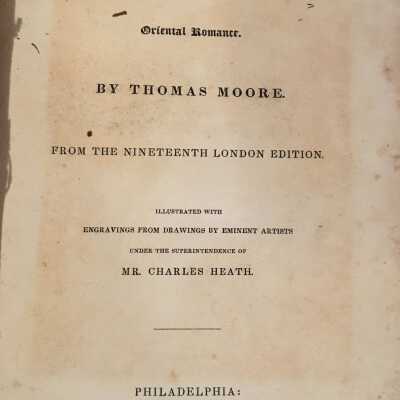 Oriental Romance.
BY THOMAS MOORE.
FROM THE NINETEENTH LONDON EDITION.
ILLUSTRATED WITH
ENGRAVINGS FROM DRAWINGS BY EMINENT ARTISTS
UNDER THE SUPERINTENDENCE OF
MR. CHARLES HEATH.
PHILADELPHIA: